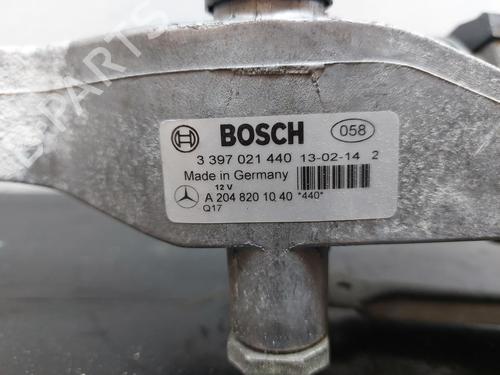 B-PARTS
BOSCH 058
3 397 021 440 13-02-14 2
Made in Germany
12 V
A 204 820 10 40 *440*
Q17